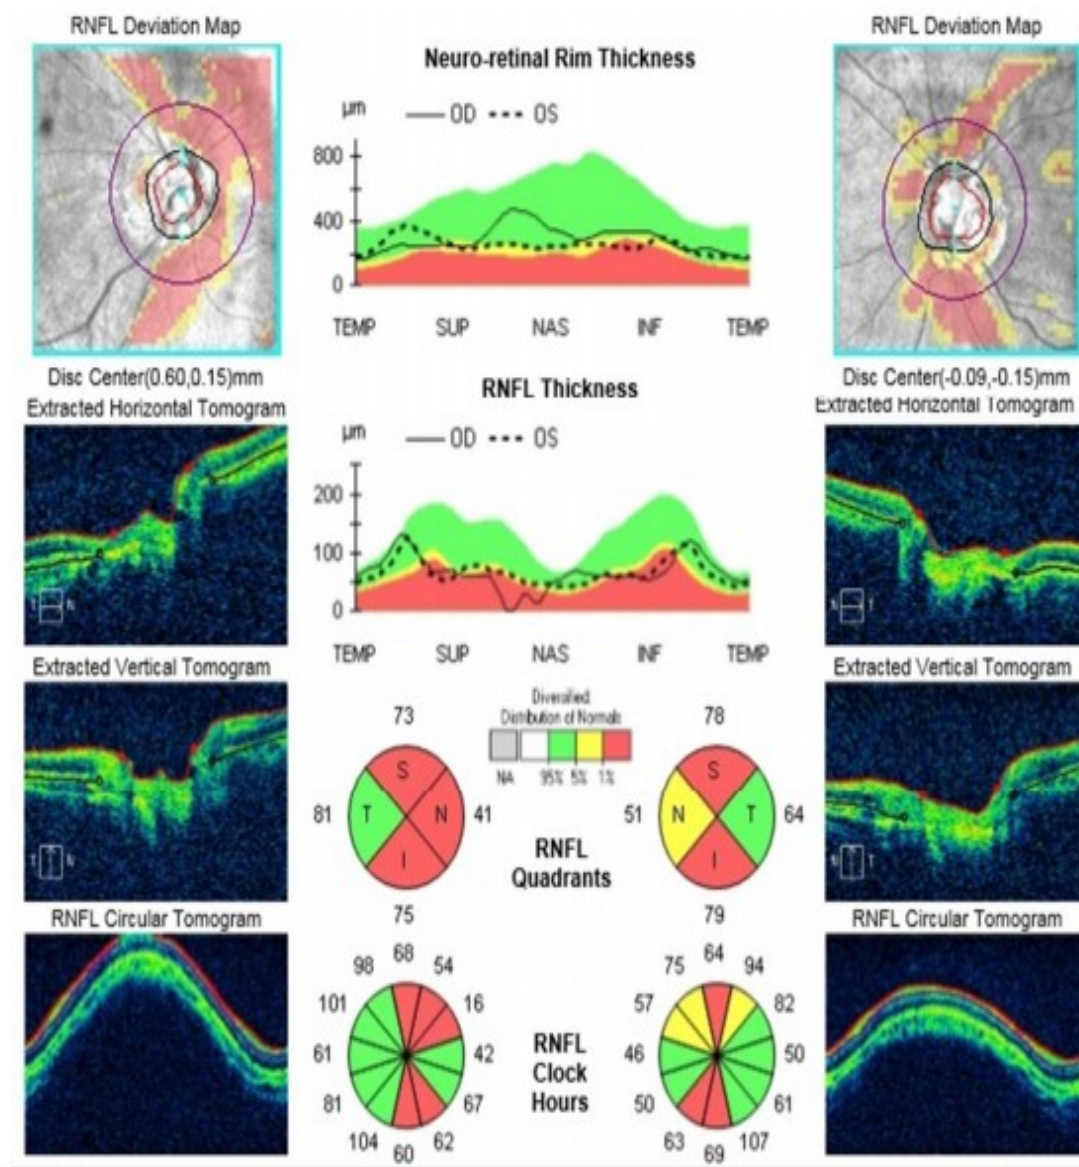 RNFL Deviation Map
Neuro-retinal Rim Thickness
RNFL Deviation Map
µm
OD OS
800
400
0
TEMP SUP NAS INF TEMP
Disc Center(0.60,0.15)mm
RNFL Thickness
Disc Center(-0.09,-0.15)mm
Extracted Horizontal Tomogram
Extracted Horizontal Tomogram
µm
OD OS
200
100
0
T N
N T
TEMP SUP NAS INF TEMP
Extracted Vertical Tomogram
Extracted Vertical Tomogram
Diversified:
Distribution of Normals
NA 95% 5% 1%
73
S
81 T N 41
I
75
78
S
51 N T 64
I
79
RNFL
Quadrants
T N
N T
RNFL Circular Tomogram
RNFL Circular Tomogram
68
98 54
101 16
61 42
81 67
104 62
60
RNFL
Clock
Hours
64
75 94
57 82
46 50
50 61
63 107
69